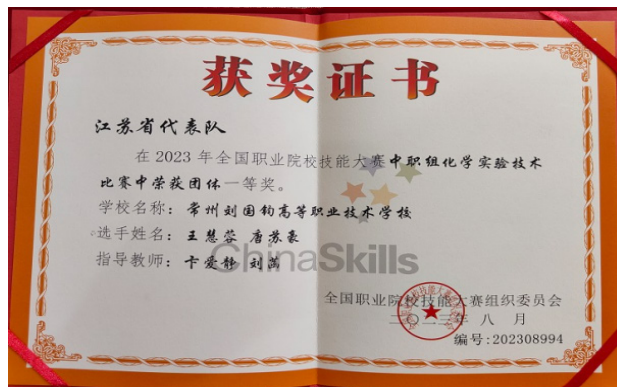 获奖证书
江苏省代表队
在2023年全国职业院校技能大赛中职组化学实验技术
比赛中荣获团体一等奖。
学校名称：常州刘国钧高等职业技术学校
选手姓名：王慧蓉 唐苏豪
指导教师：卞爱静 刘菡
ChinaSkills
全国职业院校技能大赛组织委员会
二〇二三年八月
编号:202308994